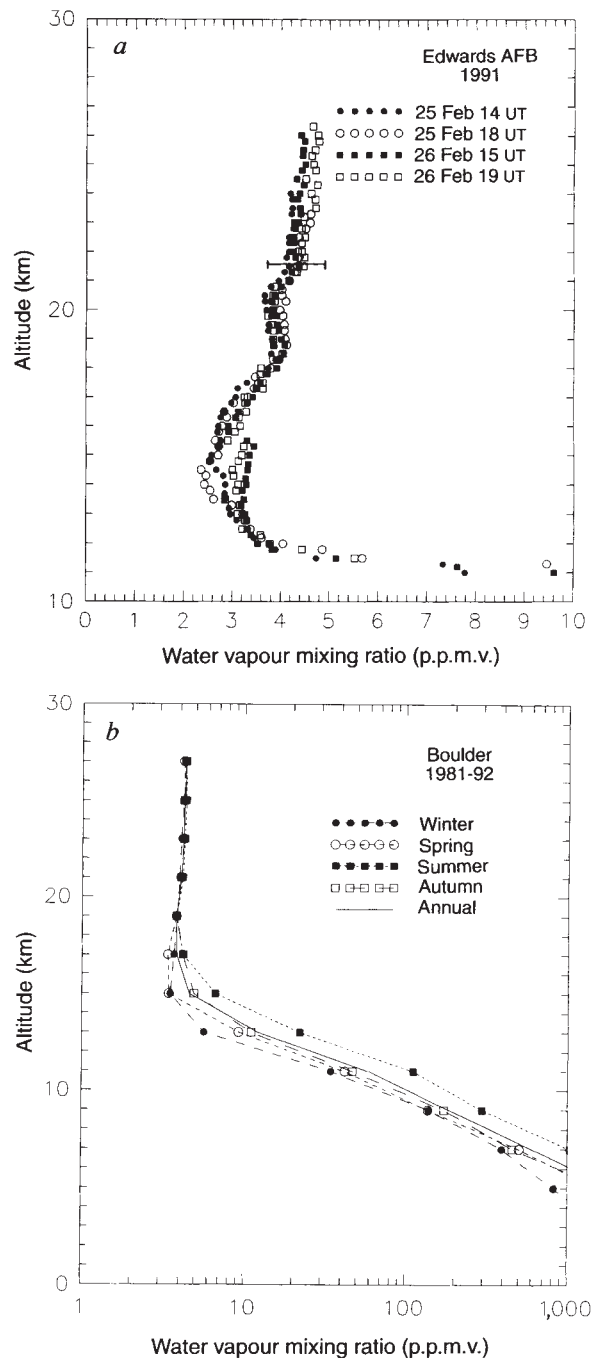 30
a
Edwards AFB
1991
25 Feb 14 UT
25 Feb 18 UT
26 Feb 15 UT
26 Feb 19 UT
Altitude (km)
20
10
0 1 2 3 4 5 6 7 8 9 10
Water vapour mixing ratio (p.p.m.v.)
30
b
Boulder
1981-92
Winter
Spring
Summer
Autumn
Annual
Altitude (km)
20
10
0
1 10 100 1,000
Water vapour mixing ratio (p.p.m.v.)